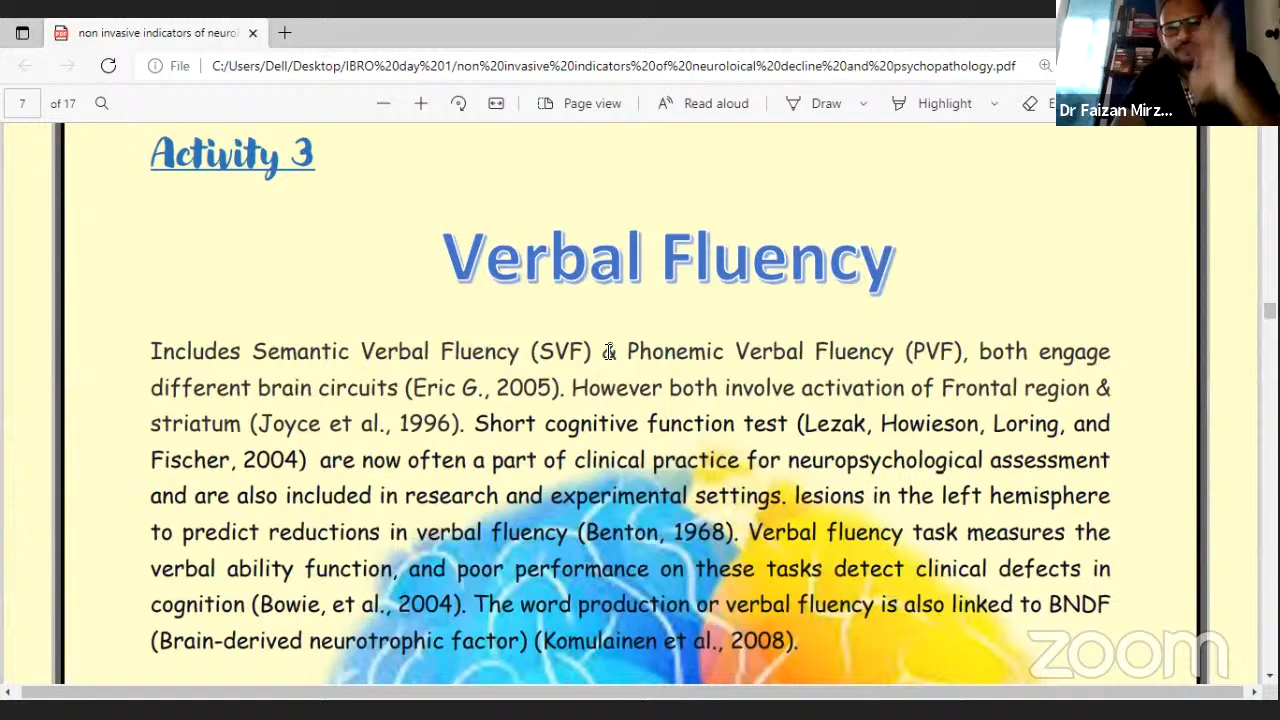 non invasive indicators of neuro
File C:/Users/Dell/Desktop/IBRO%20day%201/non%20invasive%20indicators%20of%20neuroloical%20decline%20and%20psychopathology.pdf
7 of 17 Page view Read aloud Draw Highlight
Dr Faizan Mirz...
Activity 3
Verbal Fluency
Includes Semantic Verbal Fluency (SVF) & Phonemic Verbal Fluency (PVF), both engage
different brain circuits (Eric G., 2005). However both involve activation of Frontal region &
striatum (Joyce et al., 1996). Short cognitive function test (Lezak, Howieson, Loring, and
Fischer, 2004) are now often a part of clinical practice for neuropsychological assessment
and are also included in research and experimental settings. lesions in the left hemisphere
to predict reductions in verbal fluency (Benton, 1968). Verbal fluency task measures the
verbal ability function, and poor performance on these tasks detect clinical defects in
cognition (Bowie, et al., 2004). The word production or verbal fluency is also linked to BNDF
(Brain-derived neurotrophic factor) (Komulainen et al., 2008).
zoom